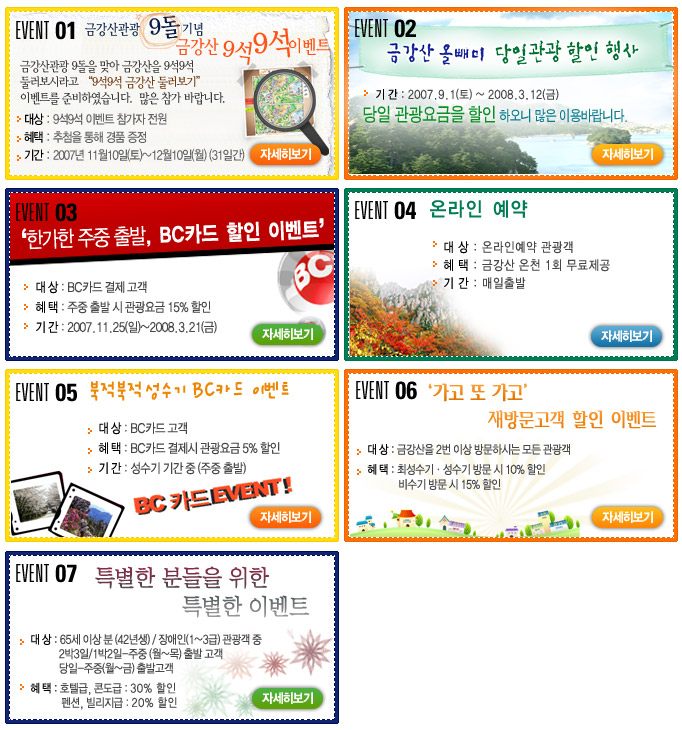 EVENT 01 금강산관광 9돌 기념
금강산 9석9석이벤트
금강산관광 9돌을 맞아 금강산을 9석9석
둘러보시라고 "9석9석 금강산 둘러보기"
이벤트를 준비하였습니다. 많은 참가 바랍니다.
대상 : 9석9석 이벤트 참가자 전원
혜택 : 추첨을 통해 경품 증정
기간 : 2007년 11월10일(토)~12월10일(월) (31일간)
자세히보기
EVENT 02
금강산 올빼미 당일관광 할인 행사
기 간 : 2007.9.1(토) ~ 2008.3.12(금)
당일 관광요금을 할인 하오니 많은 이용바랍니다.
자세히보기
EVENT 03
'한가한 주중 출발, BC카드 할인 이벤트'
BC
대 상 : BC카드 결제 고객
혜 택 : 주중 출발 시 관광요금 15% 할인
기 간 : 2007.11.25(일)~2008.3.21(금)
자세히보기
EVENT 04 온라인 예약
대 상 : 온라인예약 관광객
혜 택 : 금강산 온천 1회 무료제공
기 간 : 매일출발
자세히보기
EVENT 05 북적북적 성수기 BC카드 이벤트
대 상 : BC카드 고객
혜 택 : BC카드 결제시 관광요금 5% 할인
기 간 : 성수기 기간 중 (주중 출발)
BC 카드 EVENT!
자세히보기
EVENT 06 '가고 또 가고'
재방문고객 할인 이벤트
대 상 : 금강산을 2번 이상 방문하시는 모든 관광객
혜 택 : 최성수기 · 성수기 방문 시 10% 할인
비수기 방문 시 15% 할인
자세히보기
EVENT 07 특별한 분들을 위한
특별한 이벤트
대 상 : 65세 이상 분 (42년생) / 장애인(1~3급) 관광객 중
2박3일/1박2일-주중 (월~목) 출발 고객
당일-주중(월~금) 출발고객
혜 택 : 호텔급, 콘도급 : 30% 할인
펜션, 빌리지급 : 20% 할인
자세히보기